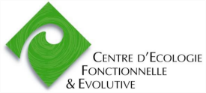 CENTRE D'ECOLOGIE
FONCTIONNELLE
& EVOLUTIVE